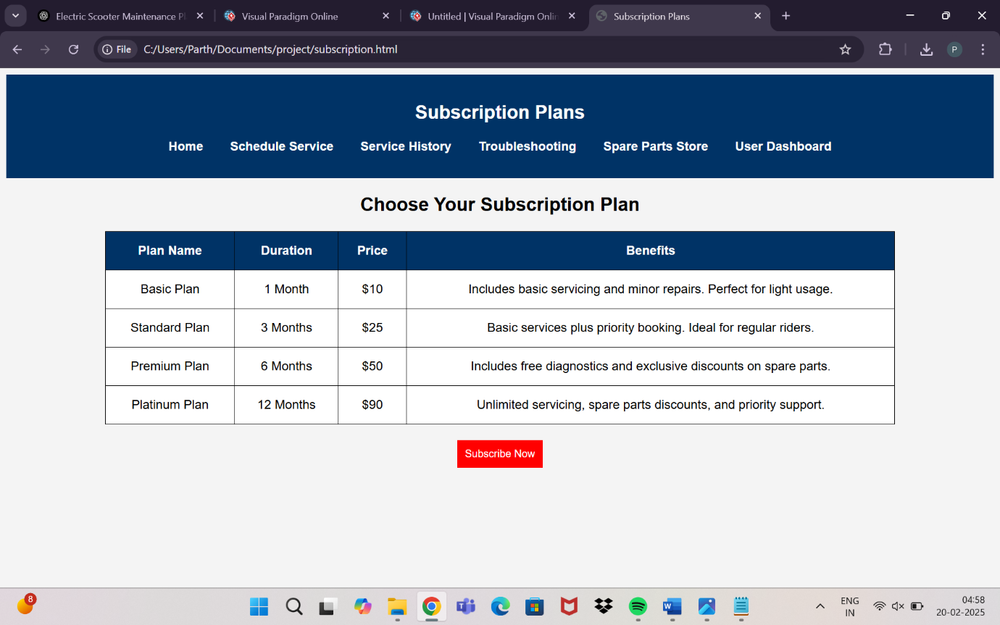 Electric Scooter Maintenance Pl
Visual Paradigm Online
Untitled | Visual Paradigm Onlin
Subscription Plans
File
C:/Users/Parth/Documents/project/subscription.html
P
Subscription Plans
Home Schedule Service Service History Troubleshooting Spare Parts Store User Dashboard
Choose Your Subscription Plan
Plan Name Duration Price Benefits
Basic Plan 1 Month $10 Includes basic servicing and minor repairs. Perfect for light usage.
Standard Plan 3 Months $25 Basic services plus priority booking. Ideal for regular riders.
Premium Plan 6 Months $50 Includes free diagnostics and exclusive discounts on spare parts.
Platinum Plan 12 Months $90 Unlimited servicing, spare parts discounts, and priority support.
Subscribe Now
8
ENG
IN
04:58
20-02-2025